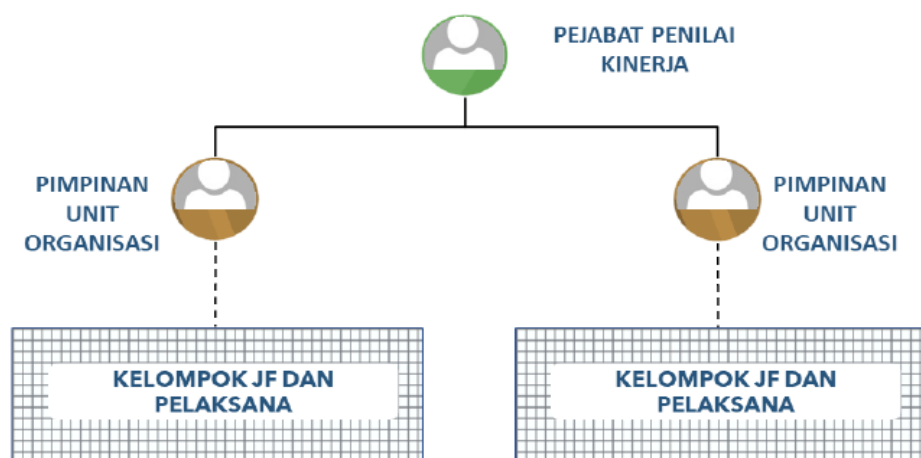 PEJABAT PENILAI
KINERJA
PIMPINAN
UNIT
ORGANISASI
PIMPINAN
UNIT
ORGANISASI
KELOMPOK JF DAN
PELAKSANA
KELOMPOK JF DAN
PELAKSANA